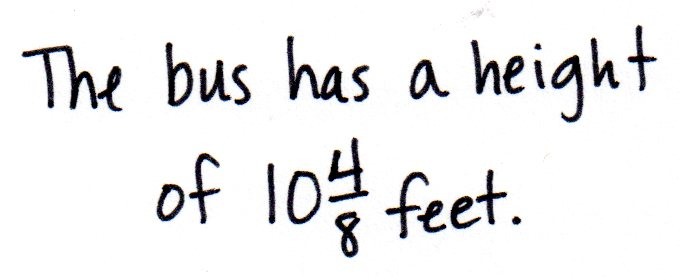 The bus has a height
of 10 4/8 feet.